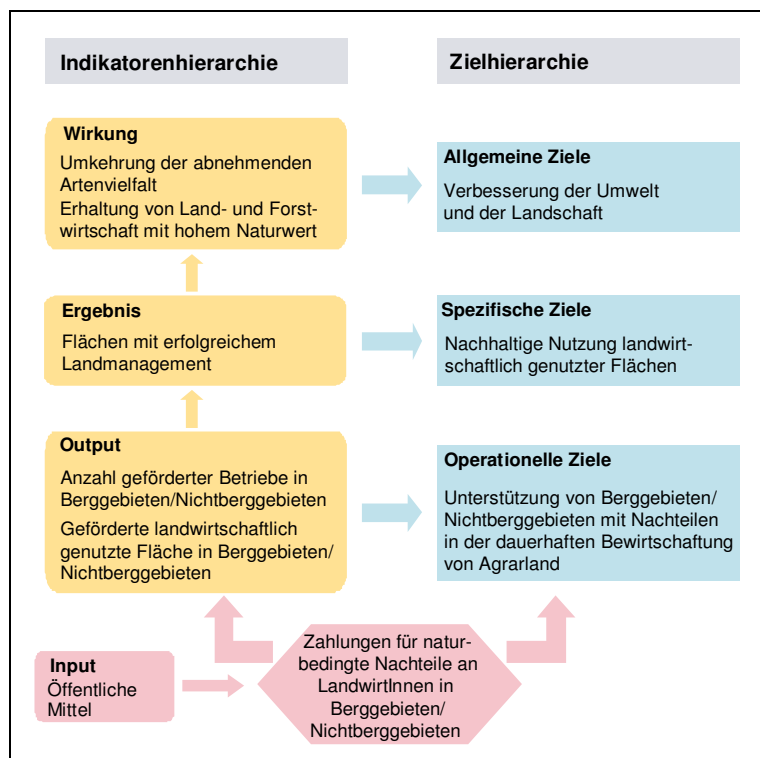 Indikatorenhierarchie
Zielhierarchie
Wirkung
Umkehrung der abnehmenden
Artenvielfalt
Erhaltung von Land- und Forst-
wirtschaft mit hohem Naturwert
Allgemeine Ziele
Verbesserung der Umwelt
und der Landschaft
Ergebnis
Flächen mit erfolgreichem
Landmanagement
Spezifische Ziele
Nachhaltige Nutzung landwirt-
schaftlich genutzter Flächen
Output
Anzahl geförderter Betriebe in
Berggebieten/Nichtberggebieten
Geförderte landwirtschaftlich
genutzte Fläche in Berggebieten/
Nichtberggebieten
Operationelle Ziele
Unterstützung von Berggebieten/
Nichtberggebieten mit Nachteilen
in der dauerhaften Bewirtschaftung
von Agrarland
Input
Öffentliche
Mittel
Zahlungen für natur-
bedingte Nachteile an
LandwirtInnen in
Berggebieten/
Nichtberggebieten